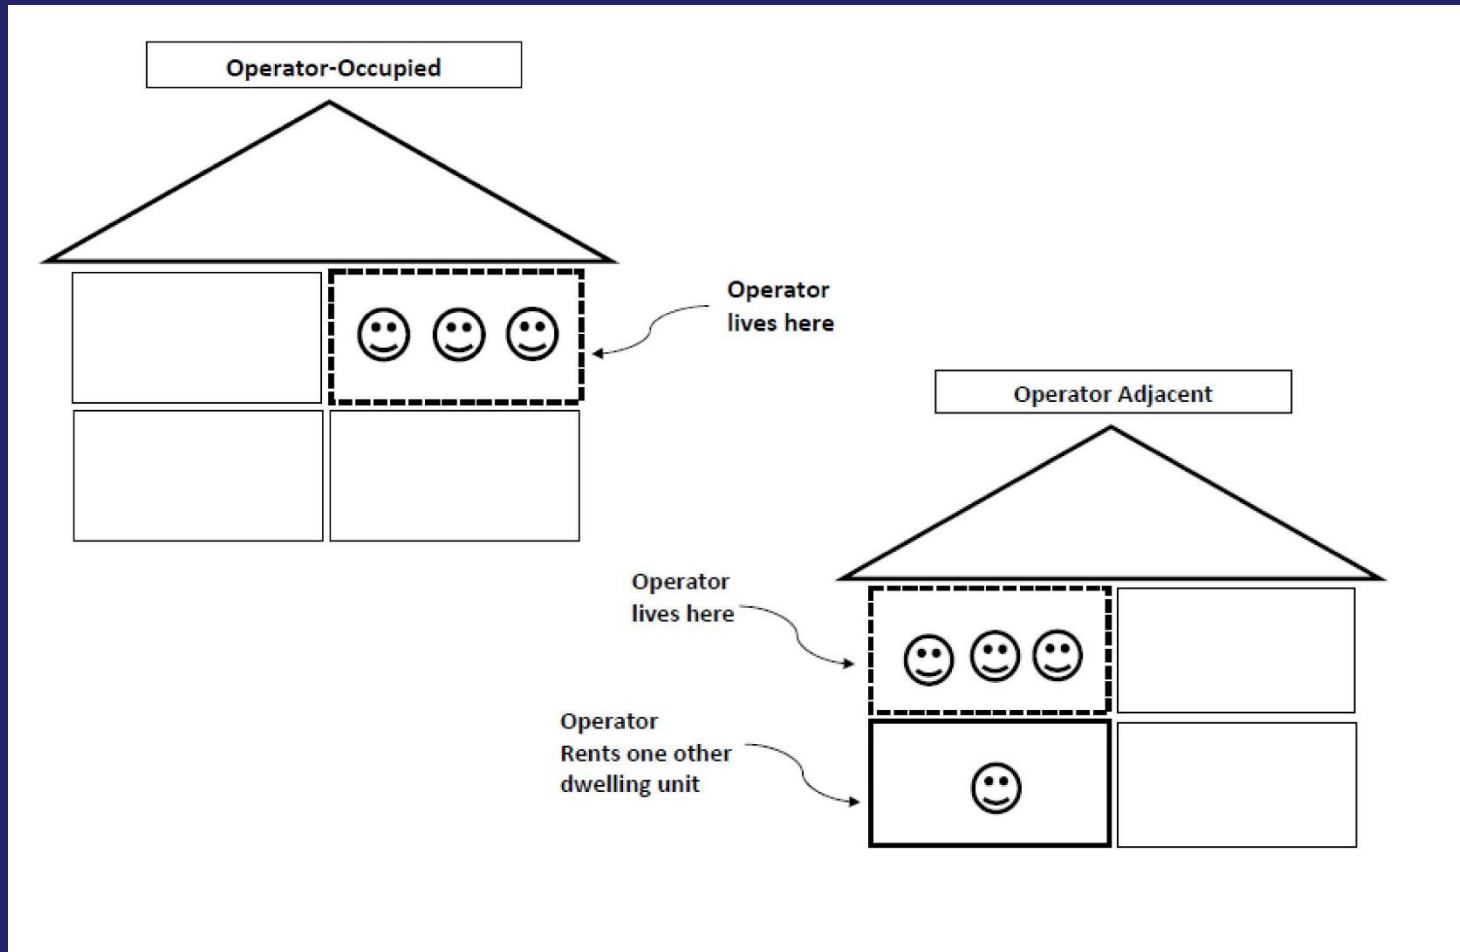 Operator-Occupied
Operator
lives here
Operator Adjacent
Operator
lives here
Operator
Rents one other
dwelling unit